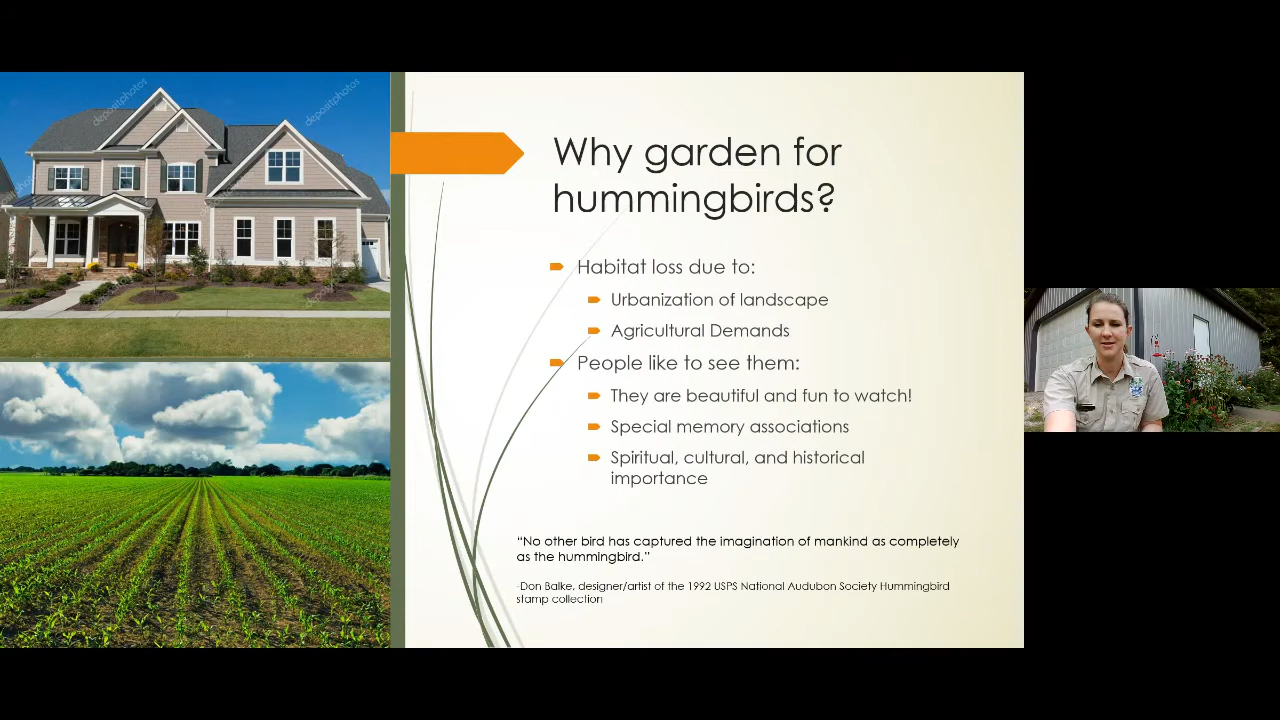 depositphotos
depositphotos
Why garden for
hummingbirds?
Habitat loss due to:
Urbanization of landscape
Agricultural Demands
People like to see them:
They are beautiful and fun to watch!
Special memory associations
Spiritual, cultural, and historical
importance
“No other bird has captured the imagination of mankind as completely
as the hummingbird.”
-Don Balke, designer/artist of the 1992 USPS National Audubon Society Hummingbird
stamp collection